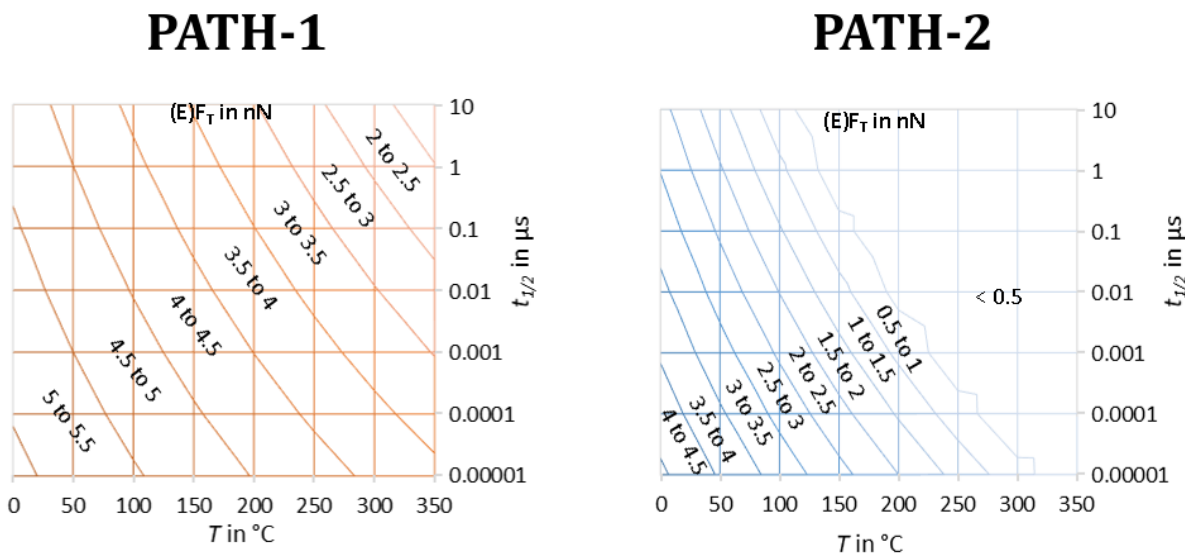 PATH-1
(E)F_T in nN
2 to 2.5
2.5 to 3
3 to 3.5
3.5 to 4
4 to 4.5
4.5 to 5
5 to 5.5
10
1
0.1
0.01
0.001
0.0001
0.00001
t_1/2 in µs
0 50 100 150 200 250 300 350
T in °C
PATH-2
(E)F_T in nN
< 0.5
0.5 to 1
1 to 1.5
1.5 to 2
2 to 2.5
2.5 to 3
3 to 3.5
3.5 to 4
4 to 4.5
10
1
0.1
0.01
0.001
0.0001
0.00001
t_1/2 in µs
0 50 100 150 200 250 300 350
T in °C